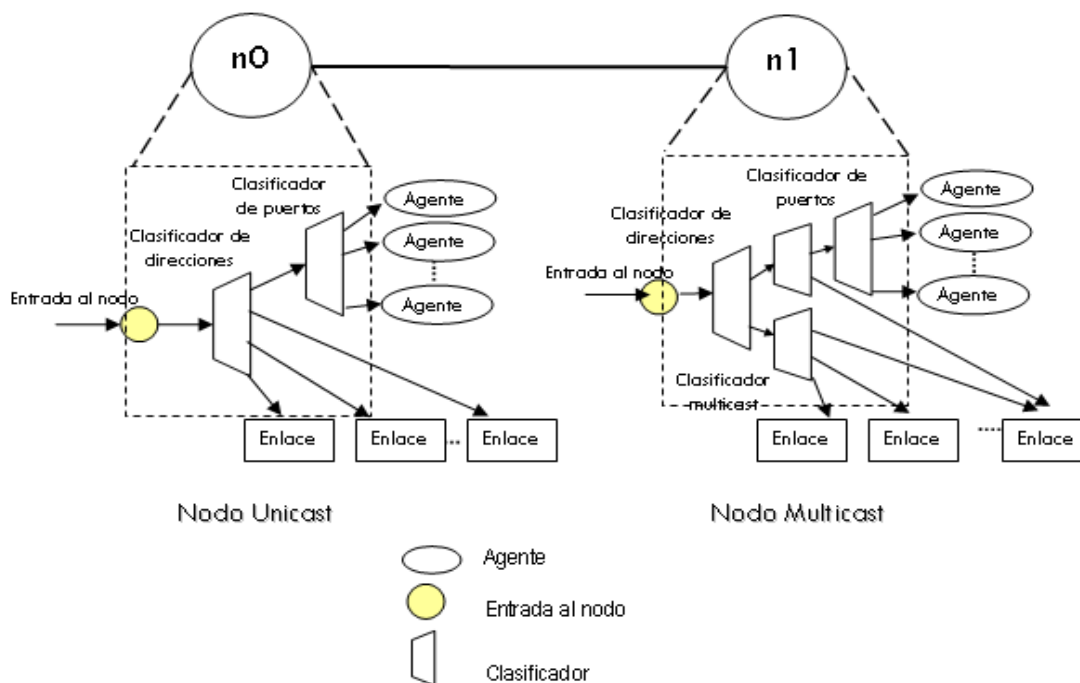 n0
n1
Clasificador
de puertos
Clasificador de
direcciones
Entrada al nodo
Agente
Agente
Agente
Enlace
Enlace
Enlace
Nodo Unicast
Clasificador de
puertos
Clasificador de
direcciones
Entrada al nodo
Agente
Agente
Agente
Clasificador
multicast
Enlace
Enlace
Enlace
Nodo Multicast
Agente
Entrada al nodo
Clasificador